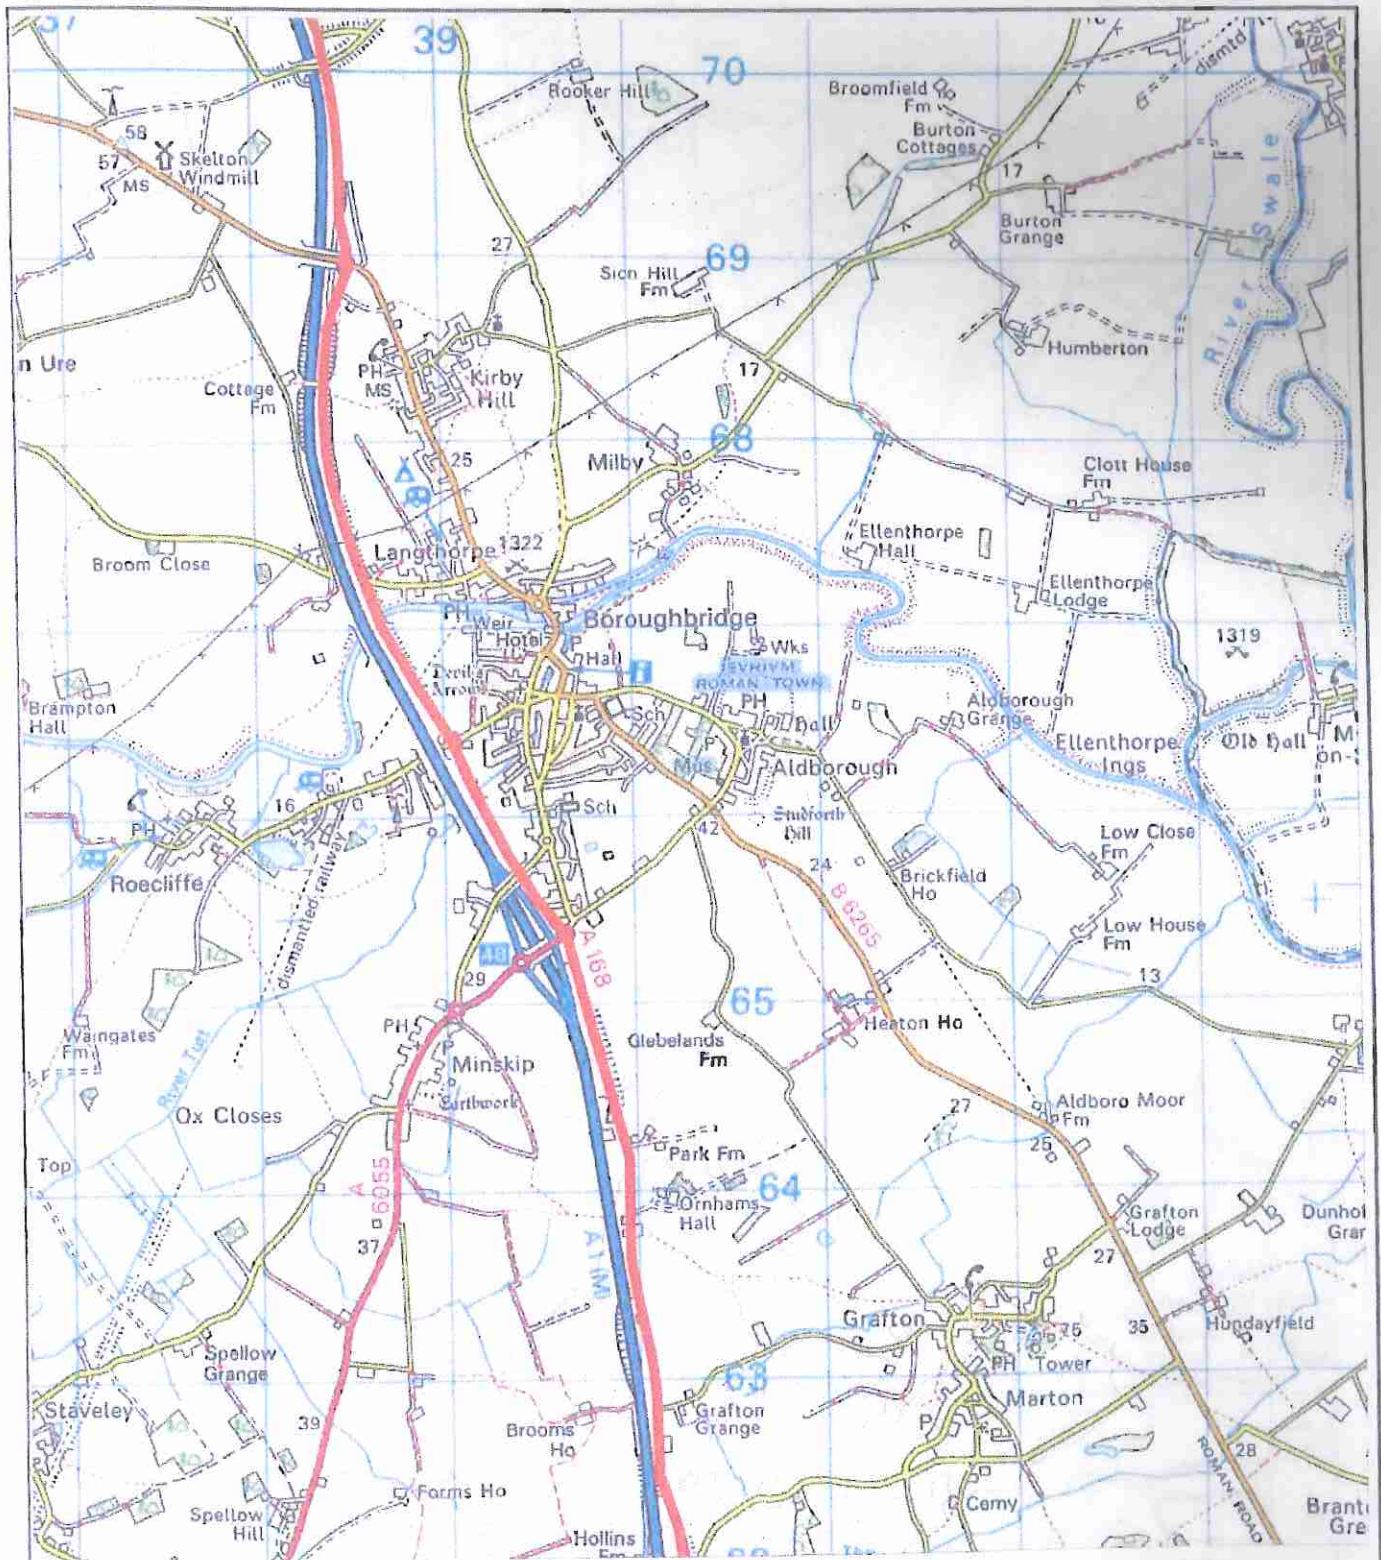 37
39
70
Rooker Hill
Broomfield
Fm
Burton
Cottages
dismtd
58
57
MS
Skelton
Windmill
17
Burton
Grange
River Swale
27
Sion Hill
Fm
69
Humberton
n Ure
Cottage
Fm
PH
MS
Kirby
Hill
17
25
Milby
68
Clott House
Fm
Broom Close
Langthorpe
1322
Ellenthorpe
Hall
Ellenthorpe
Lodge
PH
Weir
Hotel
Boroughbridge
P
Hall
Wks
1319
Devil's
Arrows
ISVRIVM
ROMAN TOWN
Brampton
Hall
Sch
PH
Hall
Aldborough
Grange
Ellenthorpe
Ings
Old Hall
M
on-S
P
Mus
Aldborough
16
Sch
Studforth
Hill
PH
42
Low Close
Fm
Roecliffe
24
Brickfield
Ho
B 6265
dismantled railway
Low House
Fm
48
A 168
29
13
65
Waingates
Fm
PH
P
Glebelands
Fm
Heaton Ho
Minskip
River Tutt
Earthwork
Ox Closes
27
Aldboro Moor
Fm
25
Top
Park Fm
64
A
6055
Ornhams
Hall
Grafton
Lodge
Dunhol
Gran
37
A1 (M)
27
Grafton
75
35
Hundayfield
Spellow
Grange
PH
Tower
63
Marton
Staveley
39
Grafton
Grange
Brooms
Ho
P
28
ROMAN ROAD
Forms Ho
Cemy
Spellow
Hill
Brant
Gre
Hollins
Fm